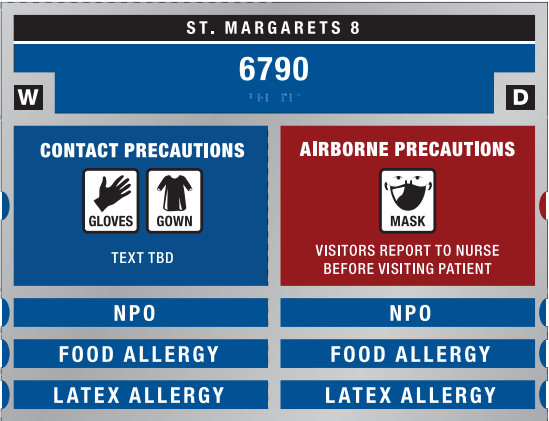 ST. MARGARETS 8
6790
W
D
CONTACT PRECAUTIONS
GLOVES
GOWN
TEXT TBD
AIRBORNE PRECAUTIONS
MASK
VISITORS REPORT TO NURSE
BEFORE VISITING PATIENT
NPO
NPO
FOOD ALLERGY
FOOD ALLERGY
LATEX ALLERGY
LATEX ALLERGY